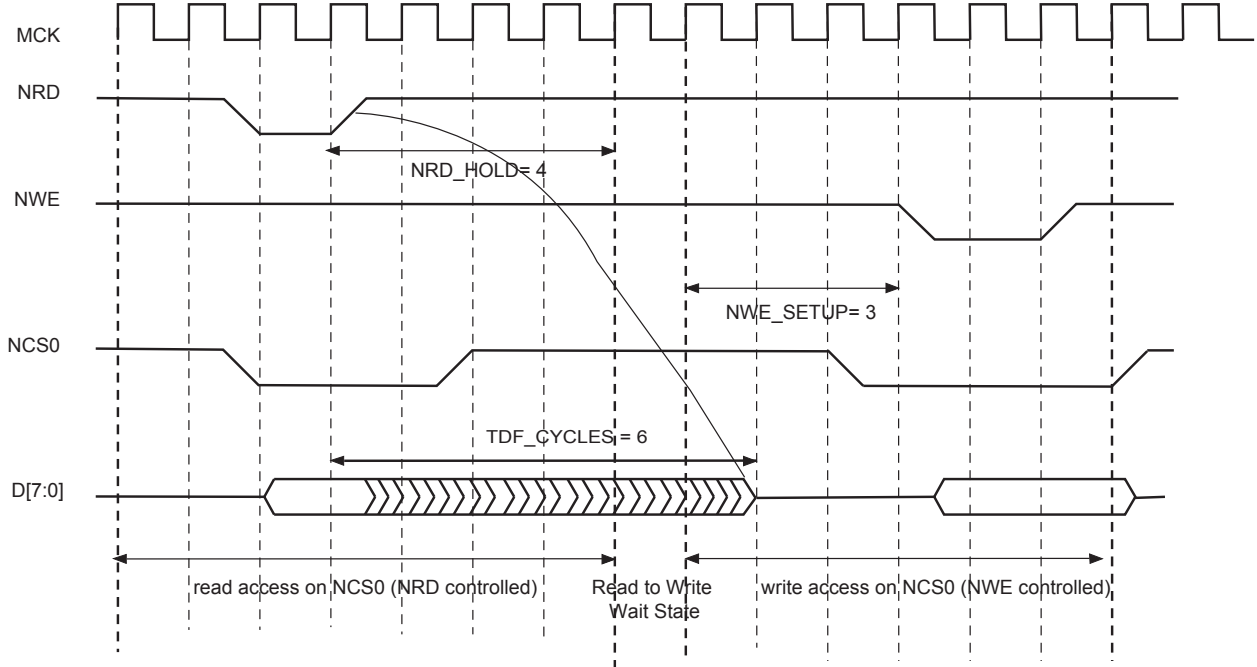 MCK
NRD
NRD_HOLD= 4
NWE
NWE_SETUP= 3
NCS0
TDF_CYCLES = 6
D[7:0]
read access on NCS0 (NRD controlled)
Read to Write
Wait State
write access on NCS0 (NWE controlled)